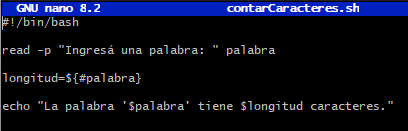 GNU nano 8.2 contarCaracteres.sh
#!/bin/bash
read -p "Ingresá una palabra: " palabra
longitud=${#palabra}
echo "La palabra '$palabra' tiene $longitud caracteres."